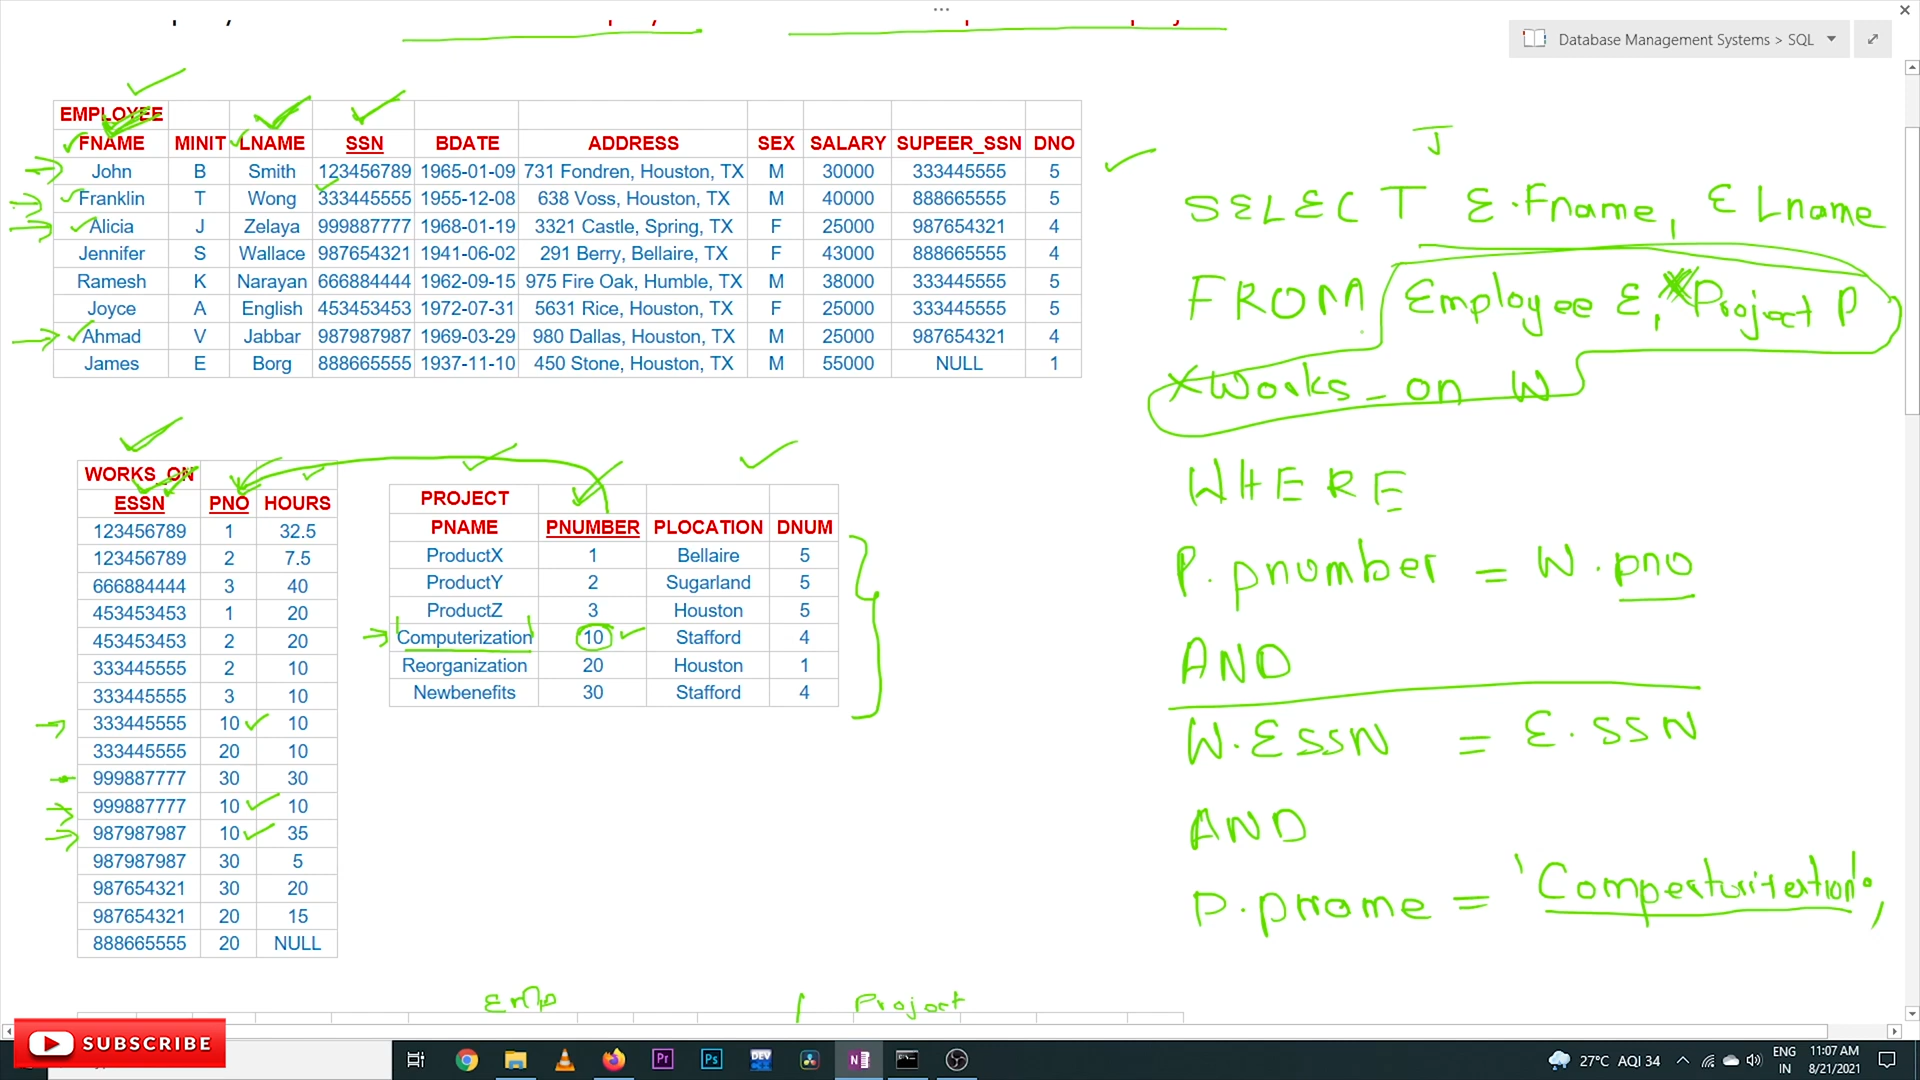 Database Management Systems > SQL
EMPLOYEE
FNAME MINIT LNAME SSN BDATE ADDRESS SEX SALARY SUPEER_SSN DNO
John B Smith 123456789 1965-01-09 731 Fondren, Houston, TX M 30000 333445555 5
Franklin T Wong 333445555 1955-12-08 638 Voss, Houston, TX M 40000 888665555 5
Alicia J Zelaya 999887777 1968-01-19 3321 Castle, Spring, TX F 25000 987654321 4
Jennifer S Wallace 987654321 1941-06-02 291 Berry, Bellaire, TX F 43000 888665555 4
Ramesh K Narayan 666884444 1962-09-15 975 Fire Oak, Humble, TX M 38000 333445555 5
Joyce A English 453453453 1972-07-31 5631 Rice, Houston, TX F 25000 333445555 5
Ahmad V Jabbar 987987987 1969-03-29 980 Dallas, Houston, TX M 25000 987654321 4
James E Borg 888665555 1937-11-10 450 Stone, Houston, TX M 55000 NULL 1
WORKS_ON
ESSN PNO HOURS
123456789 1 32.5
123456789 2 7.5
666884444 3 40
453453453 1 20
453453453 2 20
333445555 2 10
333445555 3 10
333445555 10 10
333445555 20 10
999887777 30 30
999887777 10 10
987987987 10 35
987987987 30 5
987654321 30 20
987654321 20 15
888665555 20 NULL
PROJECT
PNAME PNUMBER PLOCATION DNUM
ProductX 1 Bellaire 5
ProductY 2 Sugarland 5
ProductZ 3 Houston 5
Computerization 10 Stafford 4
Reorganization 20 Houston 1
Newbenefits 30 Stafford 4
J
SELECT E.Fname, E Lname
FROM Employee E, Project P
Works_on W
WHERE
P.pnumber = W.pno
AND
W.ESSN = E.SSN
AND
P.pname =
Emp Project
SUBSCRIBE
27°C AQI 34
ENG
IN
11:07 AM
8/21/2021